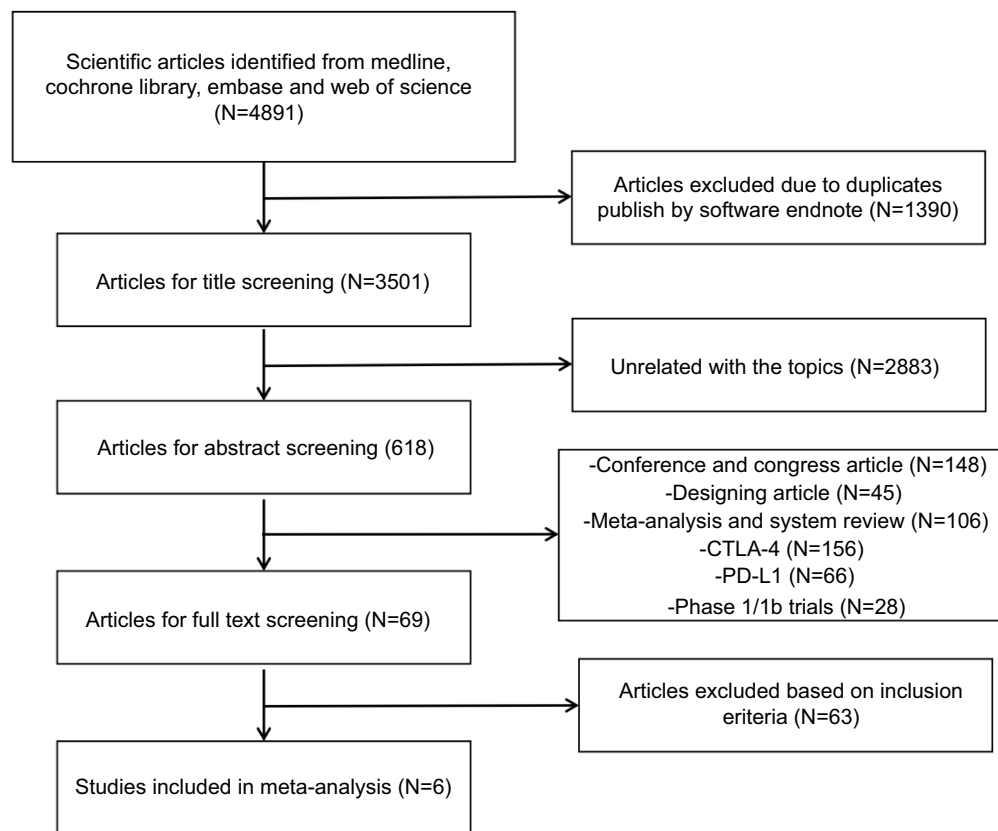 Scientific articles identified from medline,
cochrone library, embase and web of science
(N=4891)
Articles excluded due to duplicates
publish by software endnote (N=1390)
Articles for title screening (N=3501)
Unrelated with the topics (N=2883)
Articles for abstract screening (618)
-Conference and congress article (N=148)
-Designing article (N=45)
-Meta-analysis and system review (N=106)
-CTLA-4 (N=156)
-PD-L1 (N=66)
-Phase 1/1b trials (N=28)
Articles for full text screening (N=69)
Articles excluded based on inclusion
eriteria (N=63)
Studies included in meta-analysis (N=6)